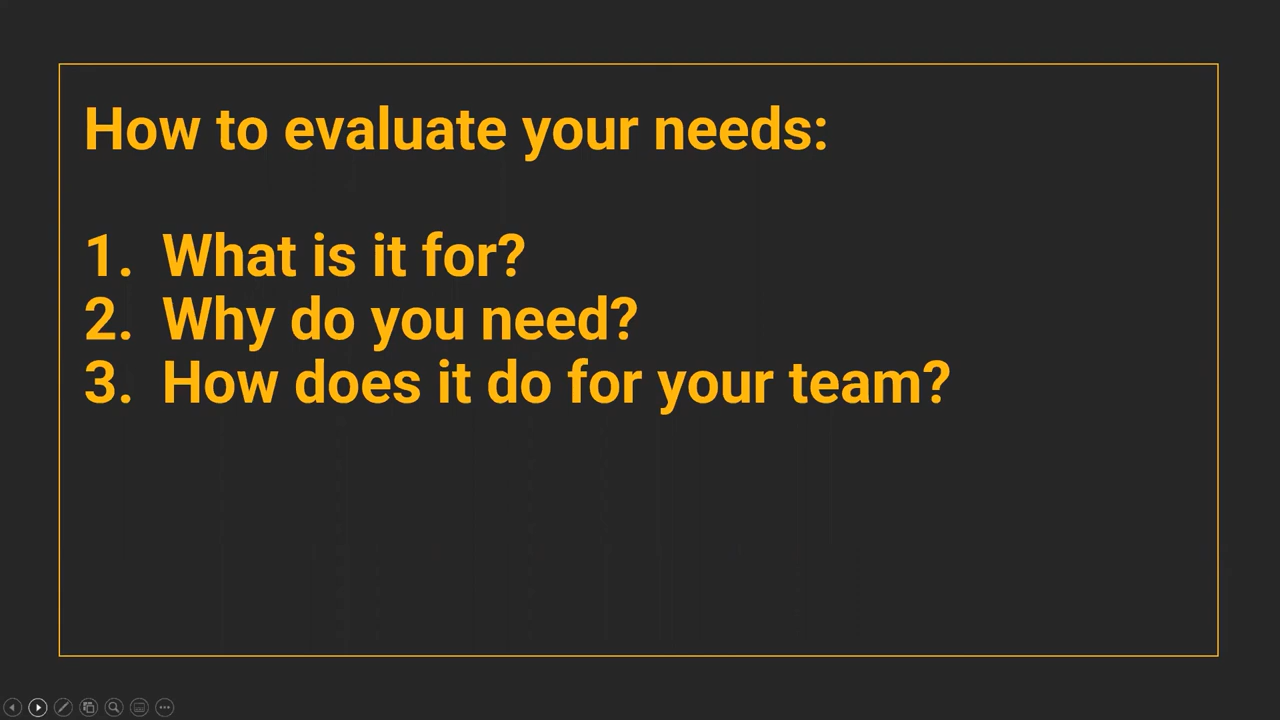 How to evaluate your needs:
1. What is it for?
2. Why do you need?
3. How does it do for your team?